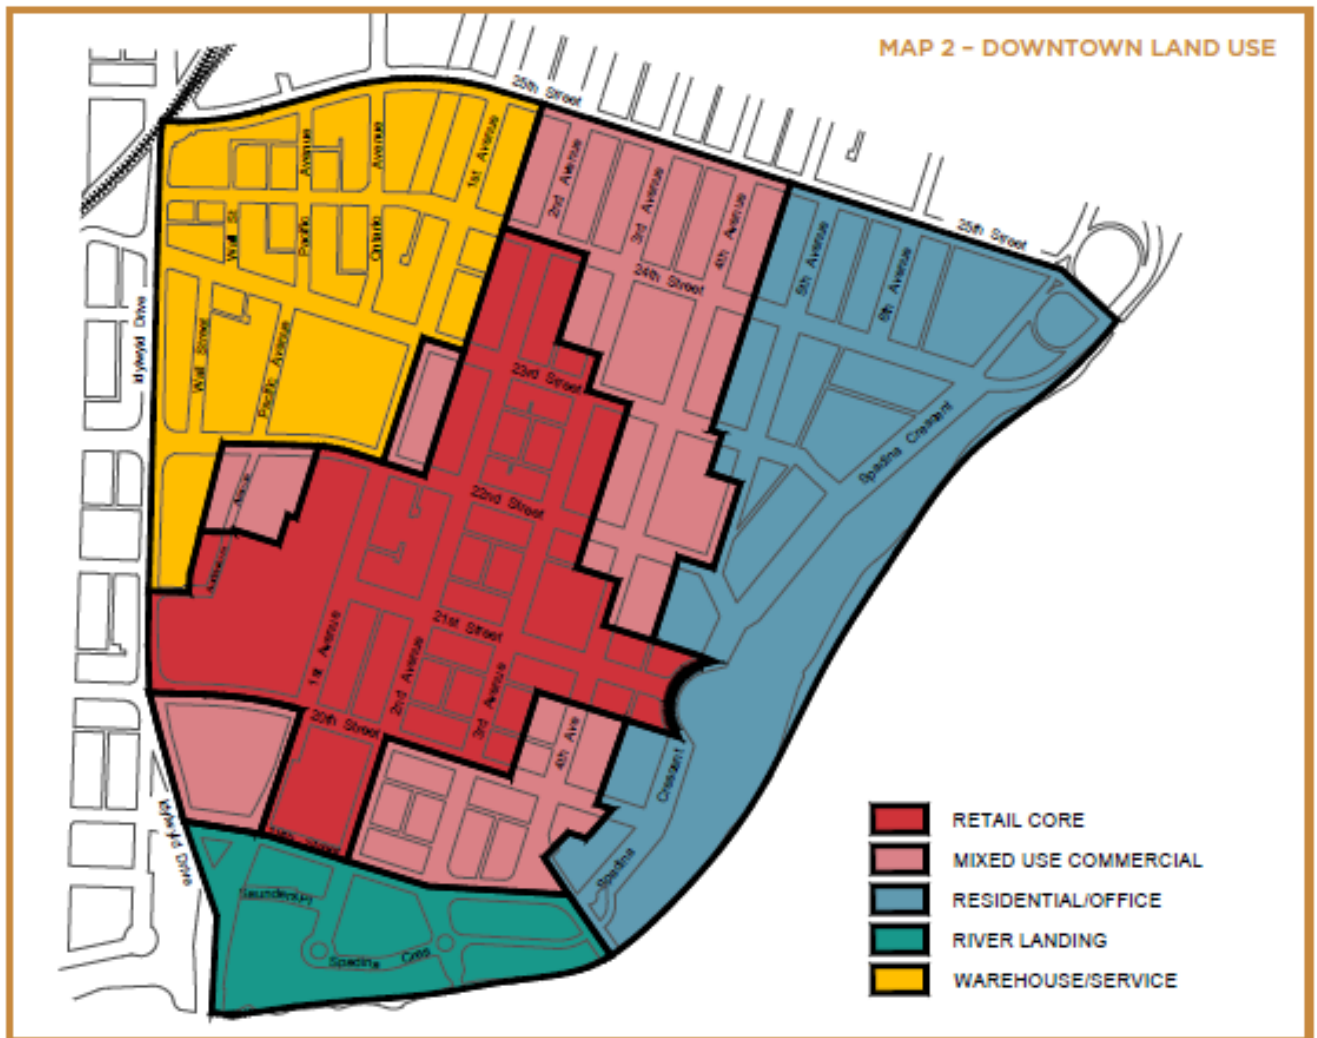 MAP 2 – DOWNTOWN LAND USE
25th Street
25th Street
1st Avenue
2nd Avenue
3rd Avenue
4th Avenue
5th Avenue
6th Avenue
Avenue
Avenue
Wall St
Pacific
Ontario
24th Street
Idylwyld Drive
Wall Street
Pacific Avenue
23rd Street
Spadina Crescent
22nd Street
21st Street
1st Avenue
2nd Avenue
3rd Avenue
20th Street
4th Ave
Crescent
Spadina
Idylwyld Drive
Spadina Cres
RETAIL CORE
MIXED USE COMMERCIAL
RESIDENTIAL/OFFICE
RIVER LANDING
WAREHOUSE/SERVICE